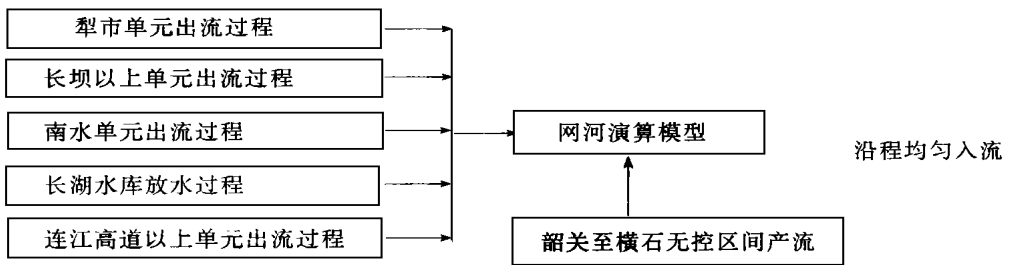 犁市单元出流过程
长坝以上单元出流过程
南水单元出流过程
长湖水库放水过程
连江高道以上单元出流过程
网河演算模型
沿程均匀入流
韶关至横石无控区间产流